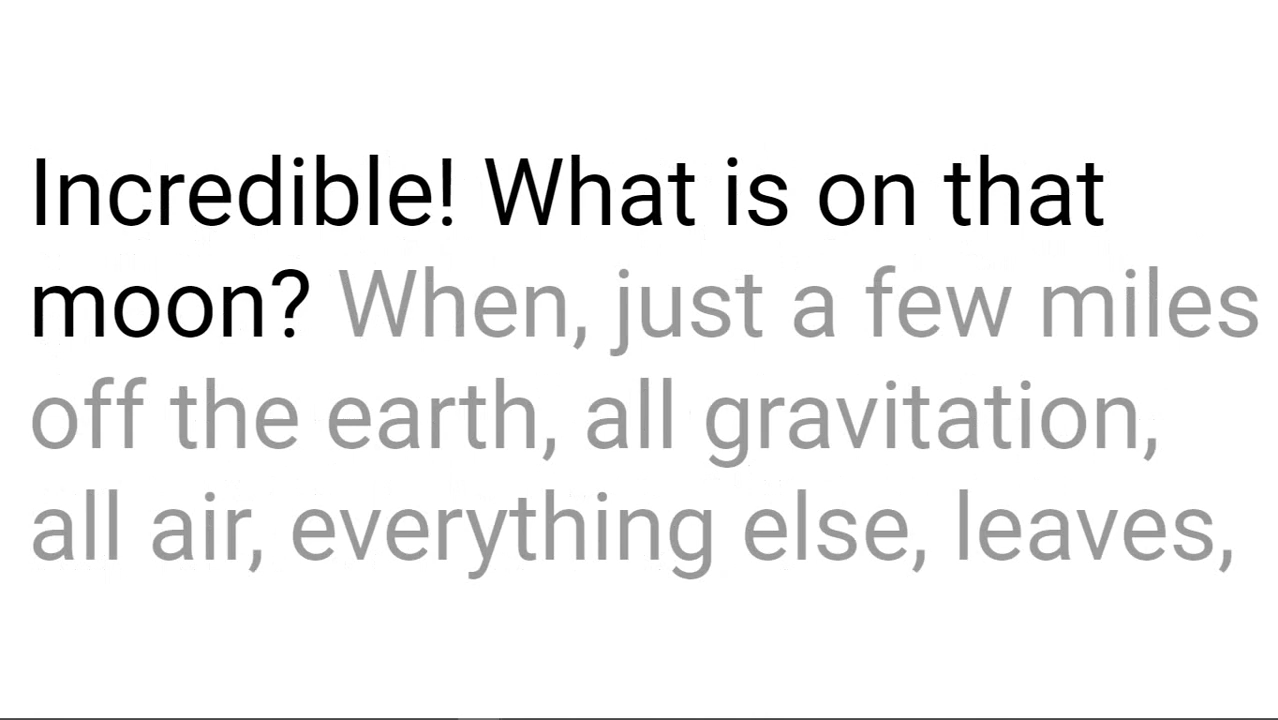 Incredible! What is on that
moon? When, just a few miles
off the earth, all gravitation,
all air, everything else, leaves,